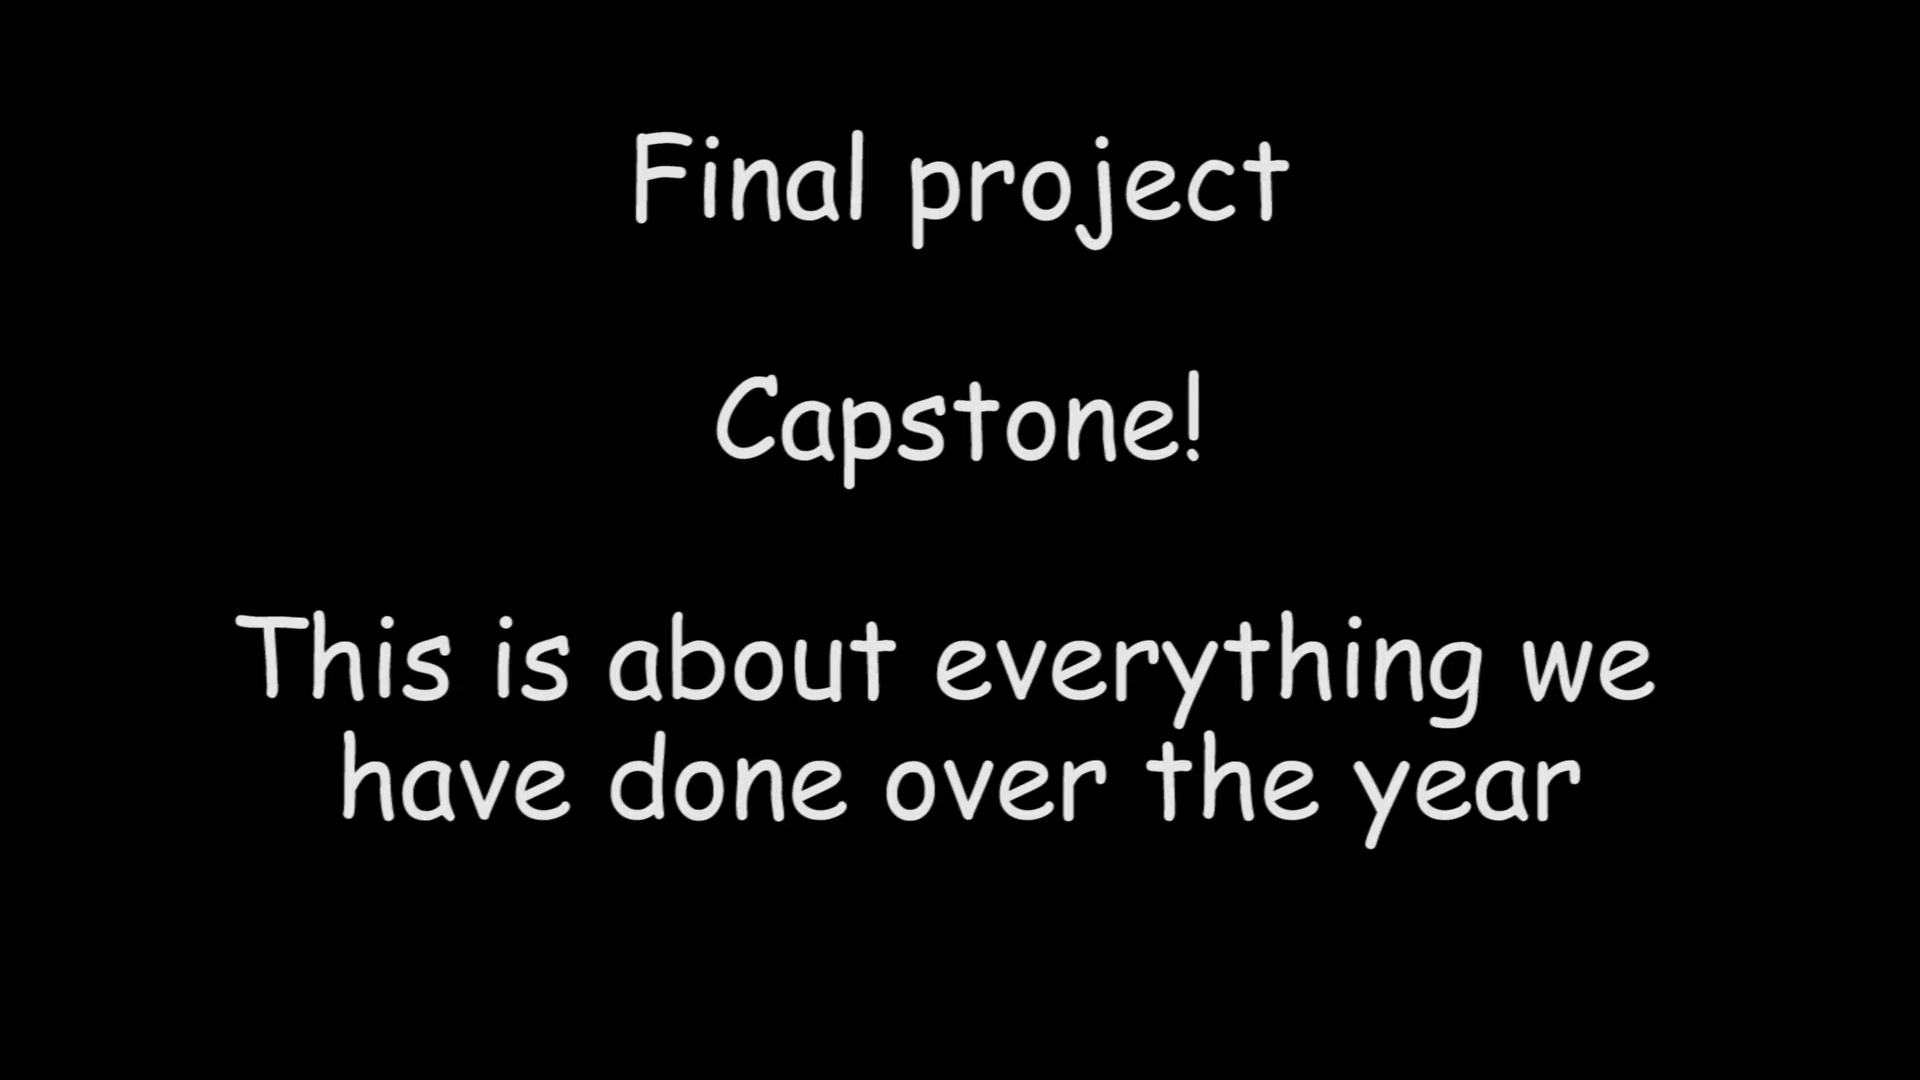 Final project
Capstone!
This is about everything we
have done over the year